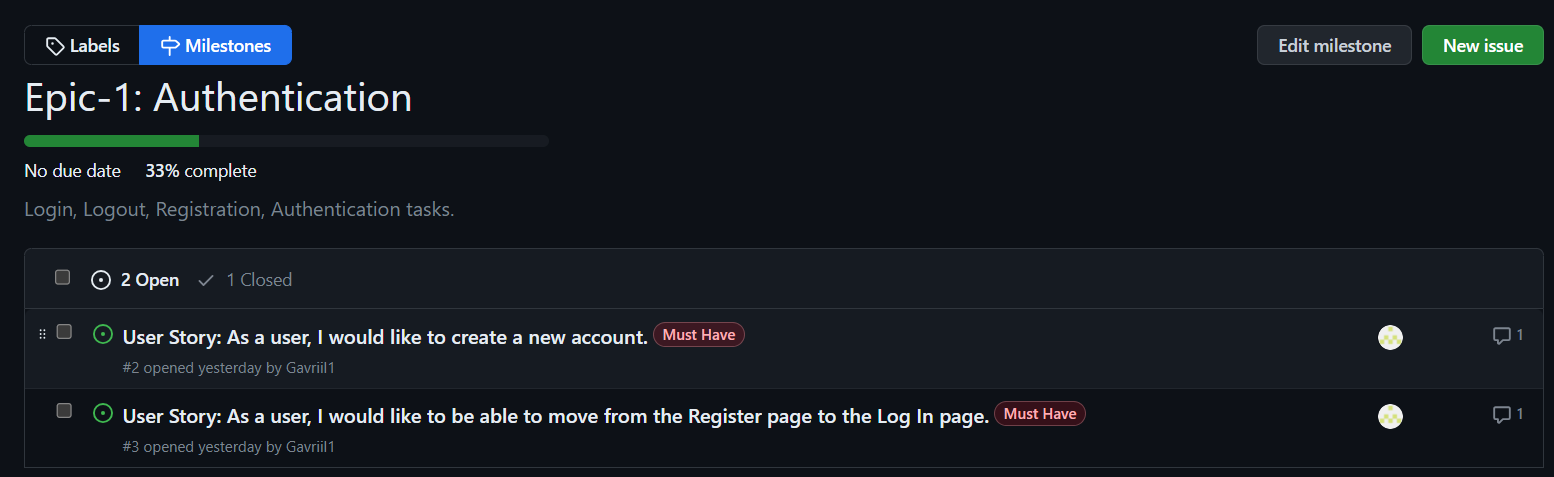 Labels Milestones Edit milestone New issue
Epic-1: Authentication
No due date 33% complete
Login, Logout, Registration, Authentication tasks.
2 Open 1 Closed
User Story: As a user, I would like to create a new account. Must Have 1
#2 opened yesterday by Gavriil1
User Story: As a user, I would like to be able to move from the Register page to the Log In page. Must Have 1
#3 opened yesterday by Gavriil1